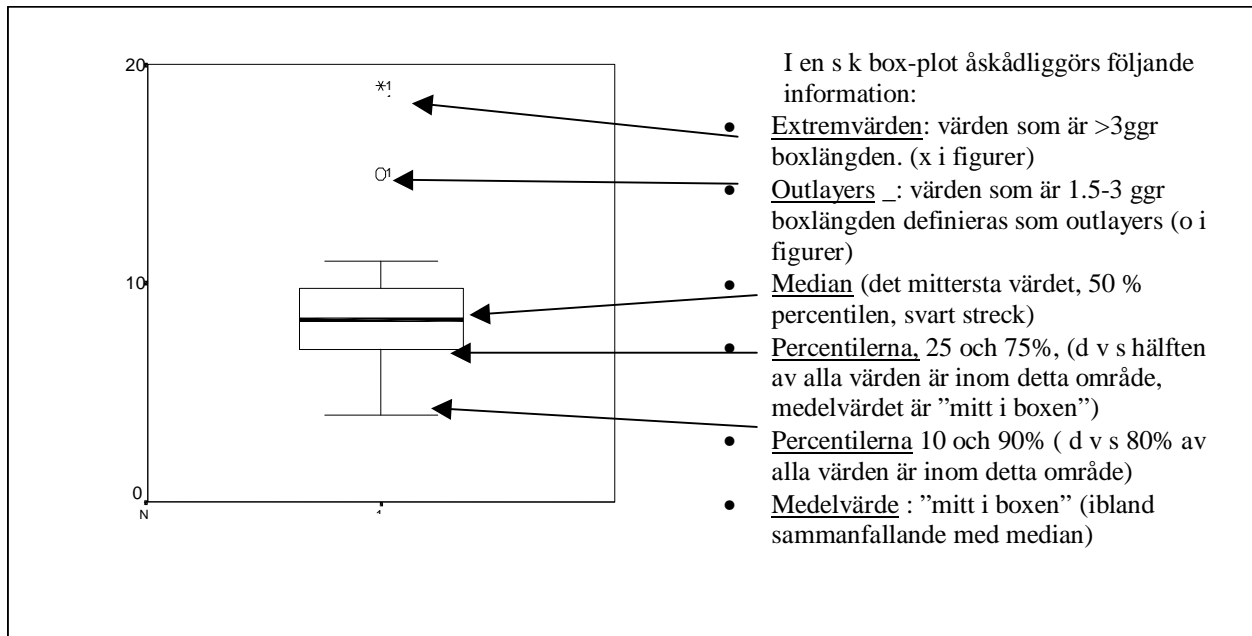 20
*1
O1
10
0
N
I en s k box-plot åskådliggörs följande
information:
• Extremvärden: värden som är >3ggr
boxlängden. (x i figurer)
• Outlayers _: värden som är 1.5-3 ggr
boxlängden definieras som outlayers (o i
figurer)
• Median (det mittersta värdet, 50 %
percentilen, svart streck)
• Percentilerna, 25 och 75%, (d v s hälften
av alla värden är inom detta område,
medelvärdet är ”mitt i boxen”)
• Percentilerna 10 och 90% ( d v s 80% av
alla värden är inom detta område)
• Medelvärde : ”mitt i boxen” (ibland
sammanfallande med median)